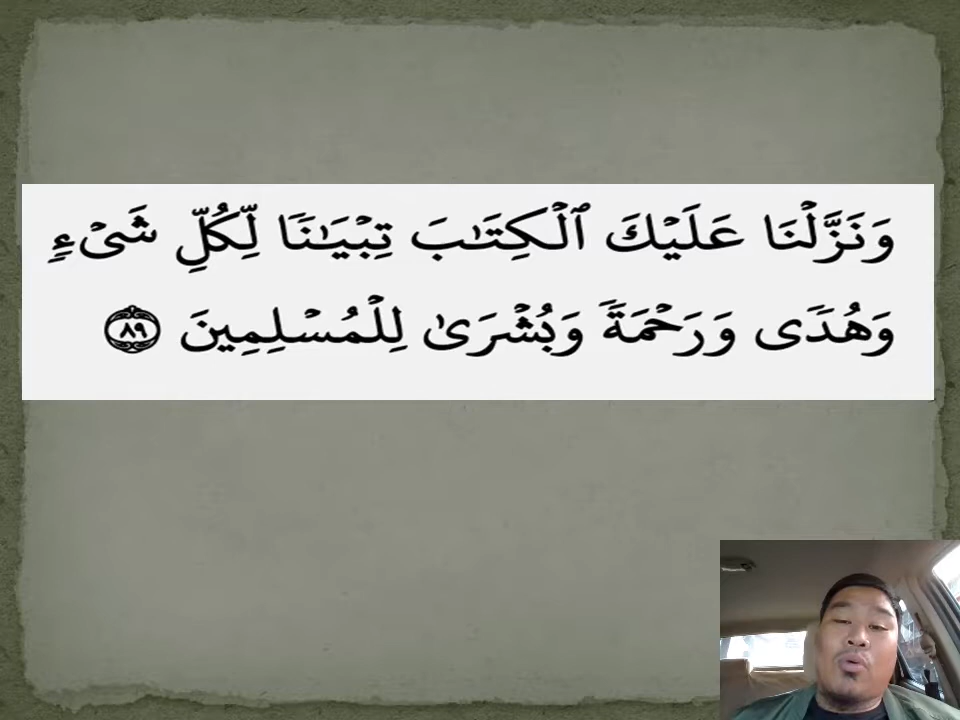 وَنَزَّلْنَا عَلَيْكَ ٱلْكِتَـٰبَ تِبْيَـٰنًا لِّكُلِّ شَىْءٍ
وَهُدًى وَرَحْمَةً وَبُشْرَىٰ لِلْمُسْلِمِينَ ٨٩